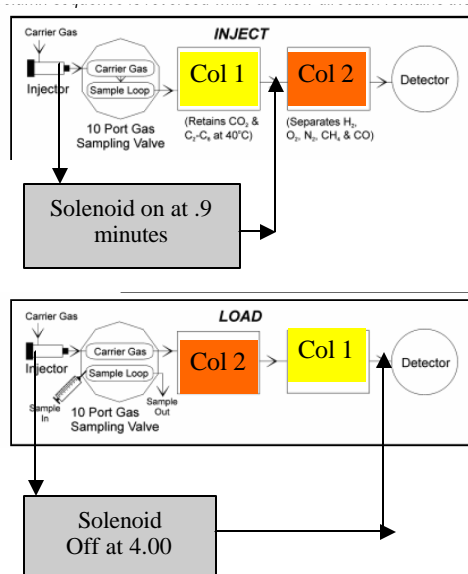 INJECT
Carrier Gas
Injector
Carrier Gas
Sample Loop
10 Port Gas
Sampling Valve
Col 1
Col 2
Detector
(Retains CO₂ &
C₂-C₆ at 40°C)
(Separates H₂,
O₂, N₂, CH₄ & CO)
Solenoid on at .9
minutes
LOAD
Carrier Gas
Injector
Carrier Gas
Sample Loop
Sample
In
Sample
Out
10 Port Gas
Sampling Valve
Col 2
Col 1
Detector
Solenoid
Off at 4.00